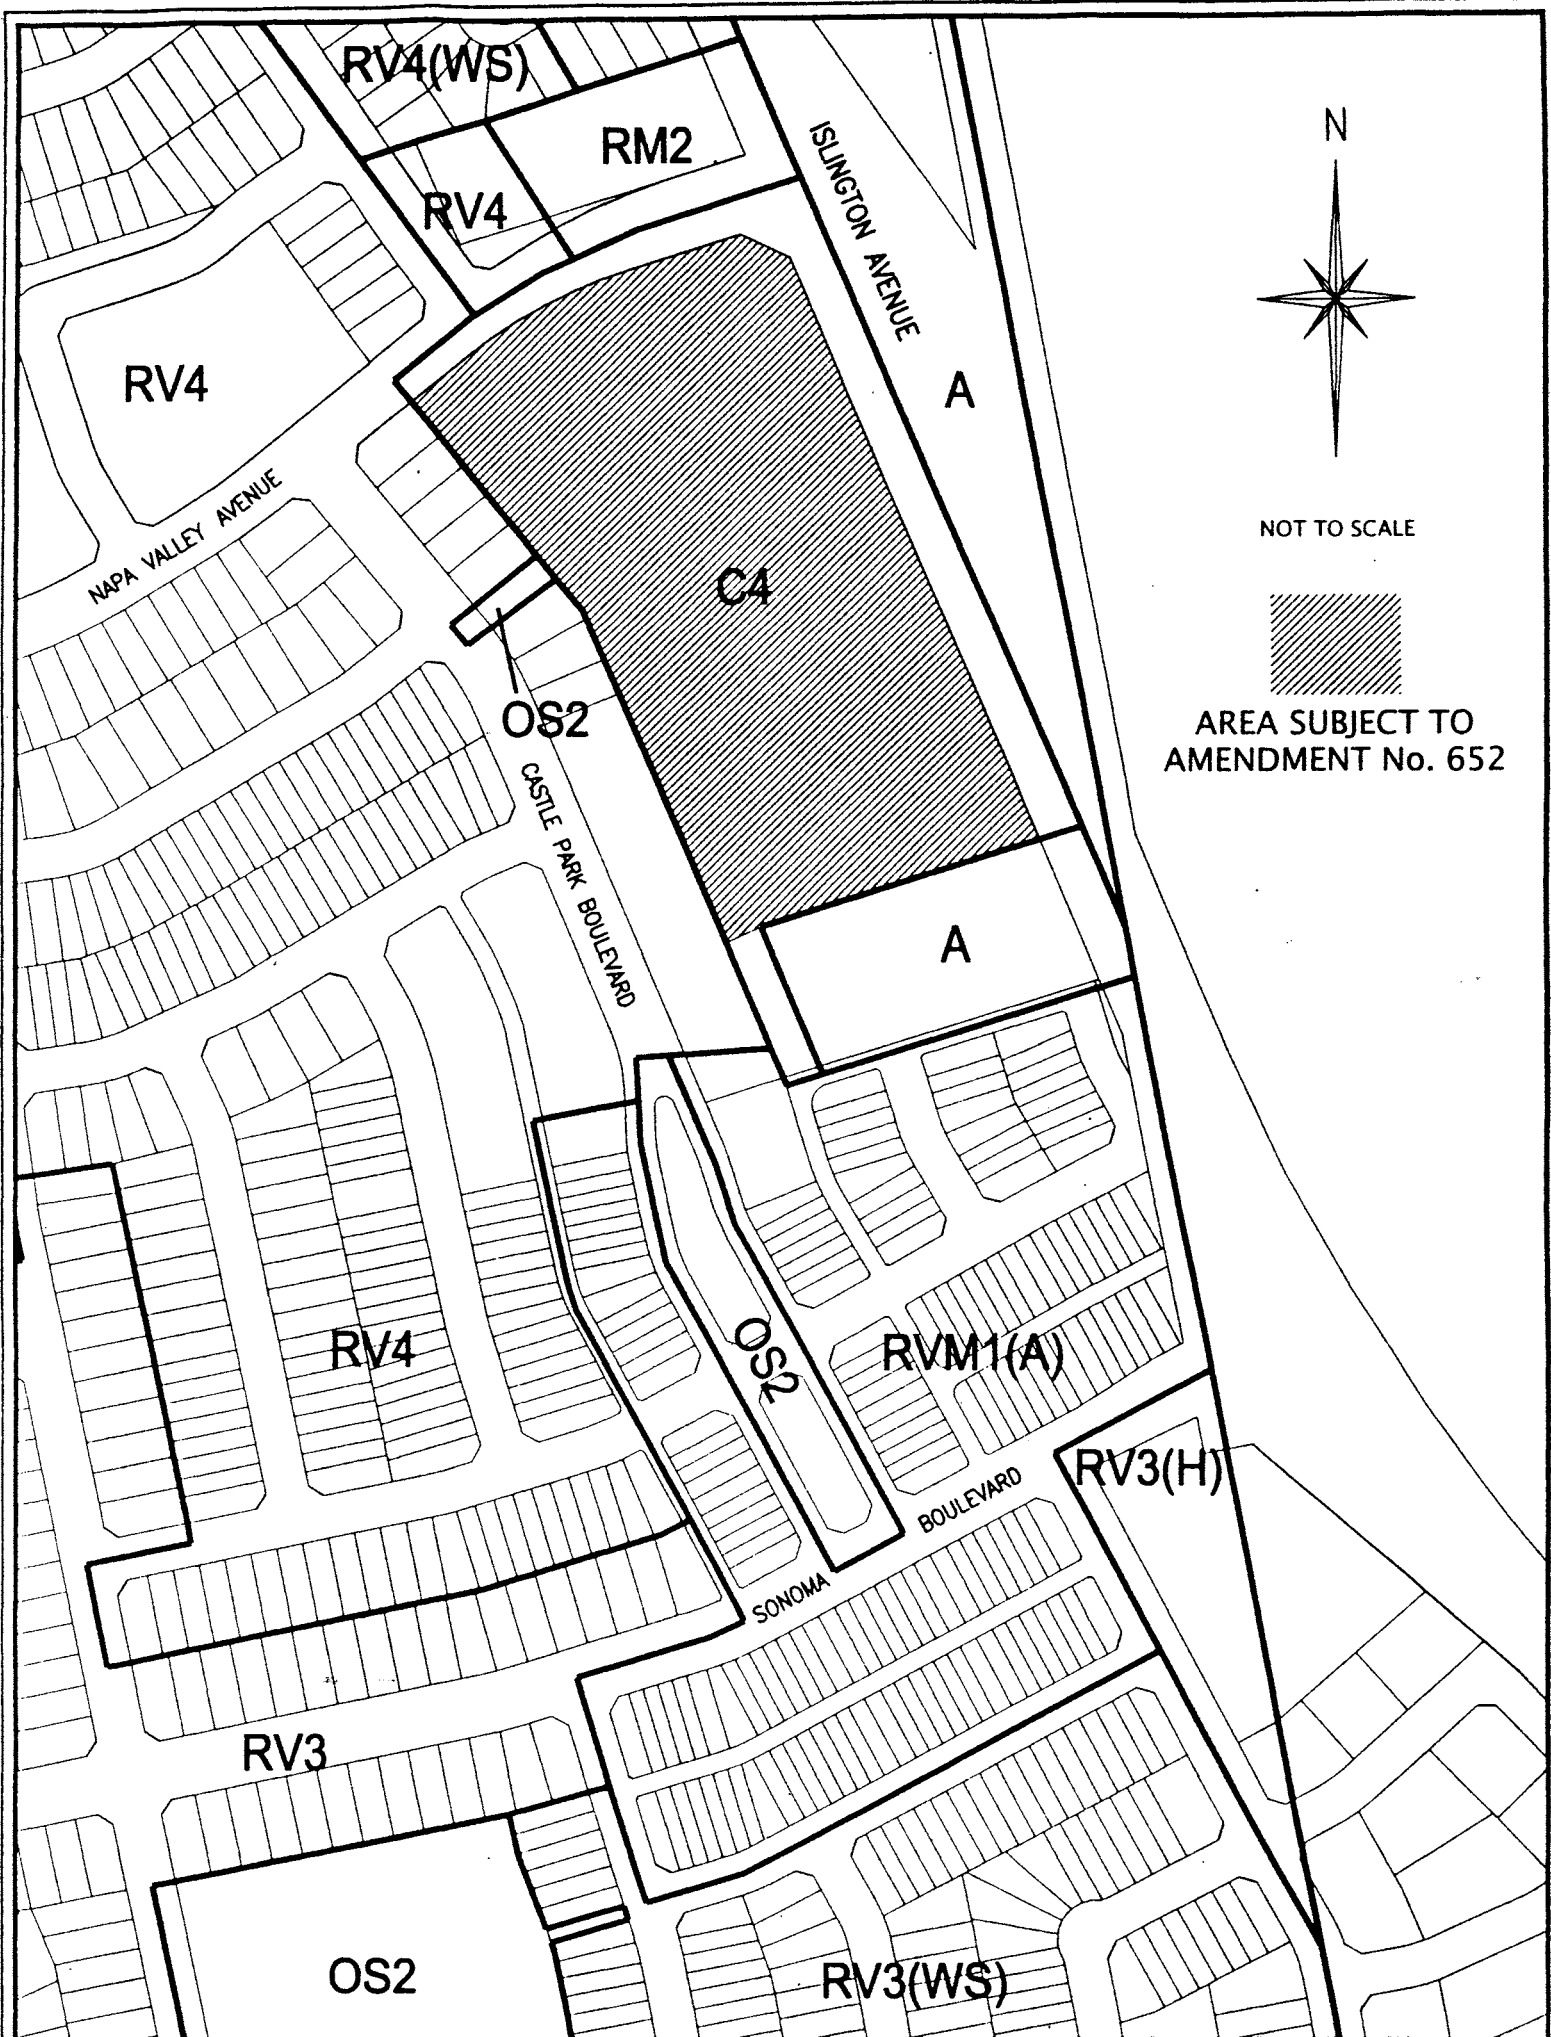 RV4(WS)
RM2
N
ISLINGTON AVENUE
RV4
RV4
A
NAPA VALLEY AVENUE
NOT TO SCALE
C4
OS2
AREA SUBJECT TO
AMENDMENT No. 652
CASTLE PARK BOULEVARD
A
RV4
OS2
RVM1(A)
RV3(H)
SONOMA BOULEVARD
RV3
OS2
RV3(WS)